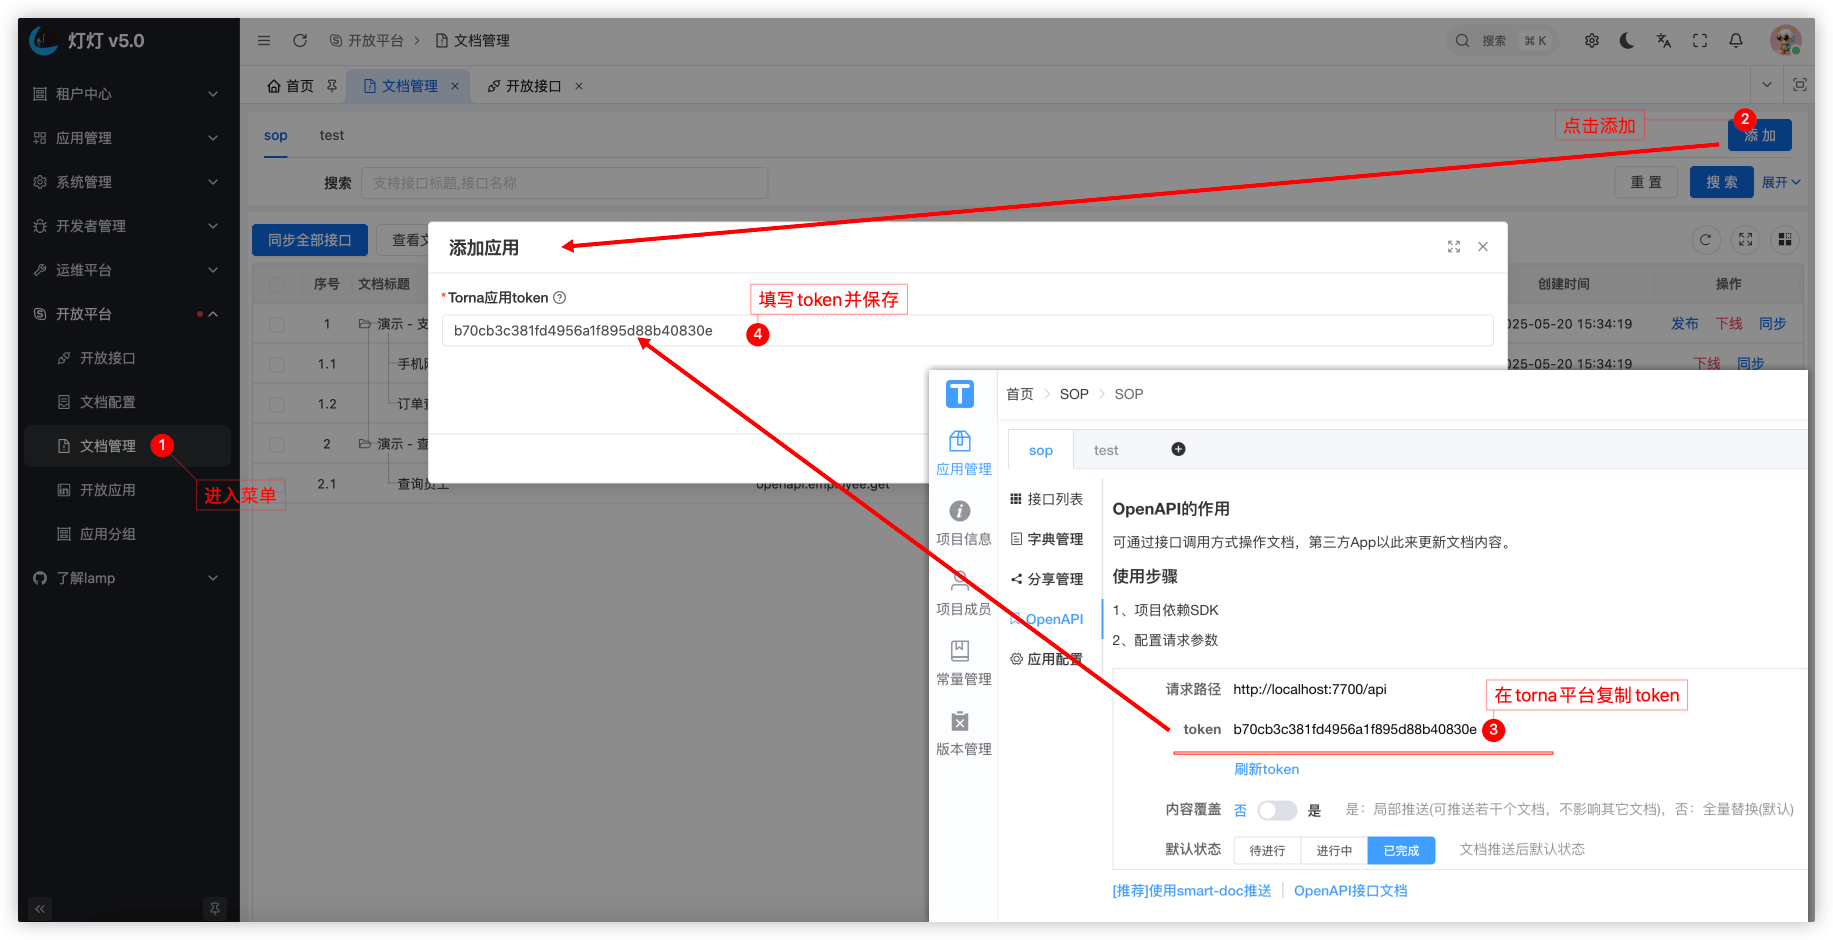 灯灯 v5.0
开放平台
文档管理
搜索
⌘ K
租户中心
应用管理
系统管理
开发者管理
运维平台
开放平台
开放接口
文档配置
文档管理
1
进入菜单
开放应用
应用分组
了解lamp
首页
文档管理
开放接口
sop
test
点击添加
2
添 加
搜索
支持接口标题,接口名称
重 置
搜 索
展开
同步全部接口
查看
序号
文档标题
创建时间
操作
1
演示 - 支
025-05-20 15:34:19
发布
下线
同步
1.1
手机
025-05-20 15:34:19
下线
同步
1.2
订单
2
演示 - 查
2.1
查询员工
openapi.employee.get
添加应用
*Torna应用token
填写token并保存
b70cb3c381fd4956a1f895d88b40830e
4
首页
SOP
SOP
应用管理
项目信息
项目成员
常量管理
版本管理
sop
test
接口列表
字典管理
分享管理
OpenAPI
应用配置
OpenAPI的作用
可通过接口调用方式操作文档，第三方App以此来更新文档内容。
使用步骤
1、项目依赖SDK
2、配置请求参数
请求路径
http://localhost:7700/api
在torna平台复制token
token
b70cb3c381fd4956a1f895d88b40830e
3
刷新token
内容覆盖
否
是
是：局部推送(可推送若干个文档，不影响其它文档)，否：全量替换(默认)
默认状态
待进行
进行中
已完成
文档推送后默认状态
[推荐]使用smart-doc推送
OpenAPI接口文档